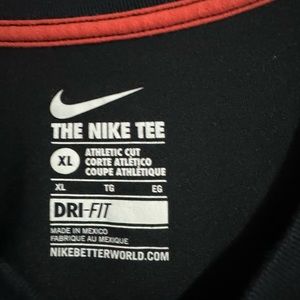 THE NIKE TEE
XL
ATHLETIC CUT
CORTE ATLÉTICO
COUPE ATHLÉTIQUE
XL TG EG
DRI-FIT
MADE IN MEXICO
FABRIQUE AU MEXIQUE
NIKEBETTERWORLD.COM